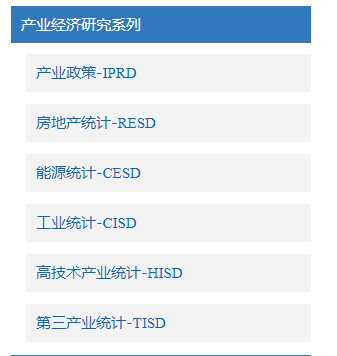 产业经济研究系列
产业政策-IPRD
房地产统计-RESD
能源统计-CESD
工业统计-CISD
高技术产业统计-HISD
第三产业统计-TISD